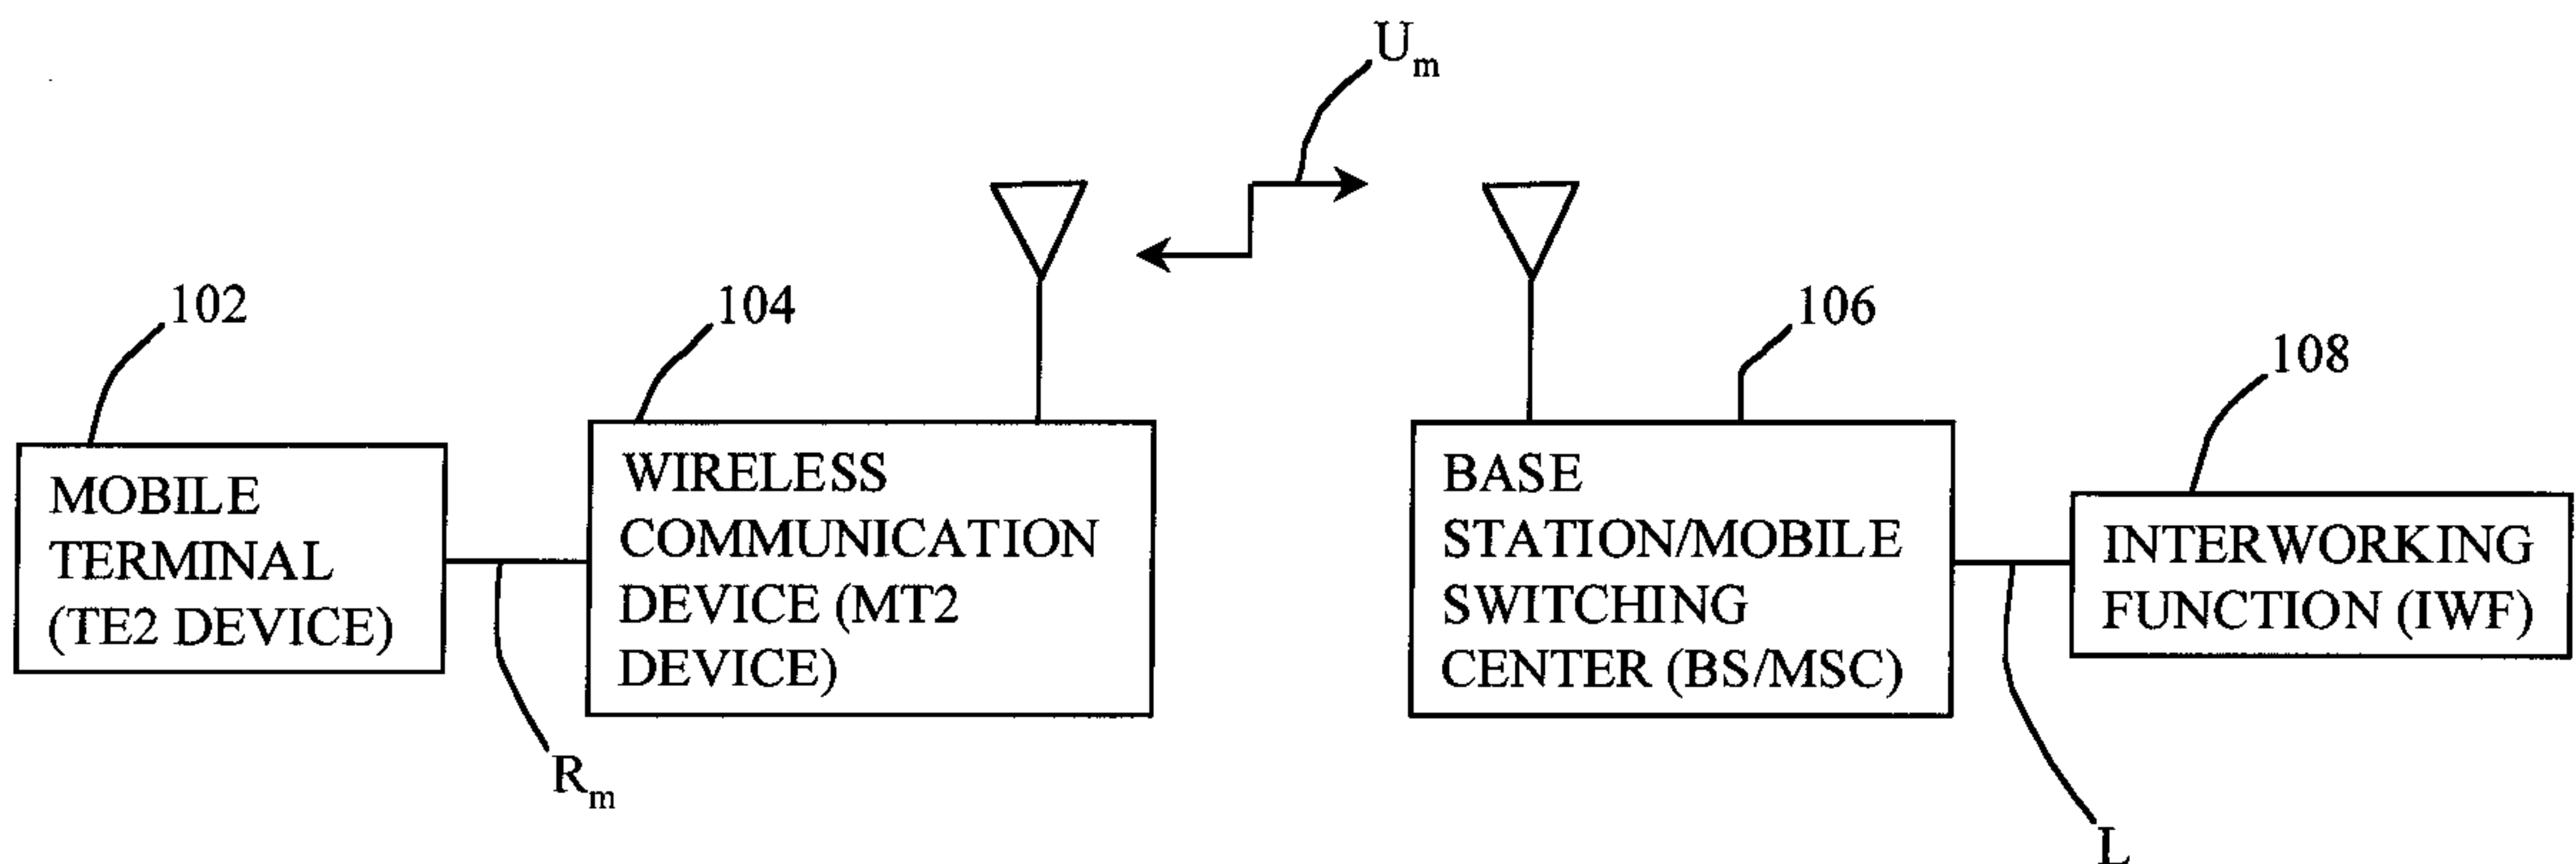 U_m
102
104
106
108
MOBILE
TERMINAL
(TE2 DEVICE)
WIRELESS
COMMUNICATION
DEVICE (MT2
DEVICE)
BASE
STATION/MOBILE
SWITCHING
CENTER (BS/MSC)
INTERWORKING
FUNCTION (IWF)
R_m
L